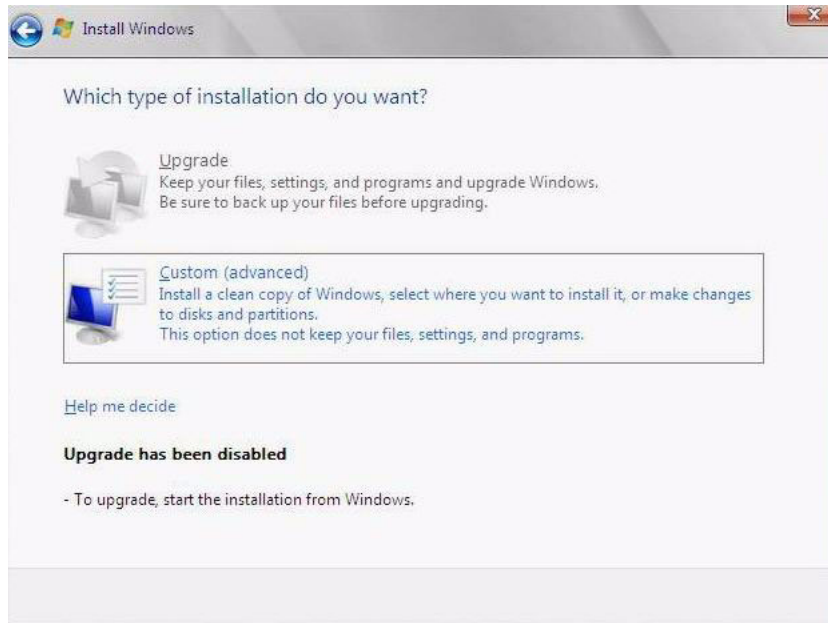 Install Windows
Which type of installation do you want?
Upgrade
Keep your files, settings, and programs and upgrade Windows.
Be sure to back up your files before upgrading.
Custom (advanced)
Install a clean copy of Windows, select where you want to install it, or make changes
to disks and partitions.
This option does not keep your files, settings, and programs.
Help me decide
Upgrade has been disabled
- To upgrade, start the installation from Windows.